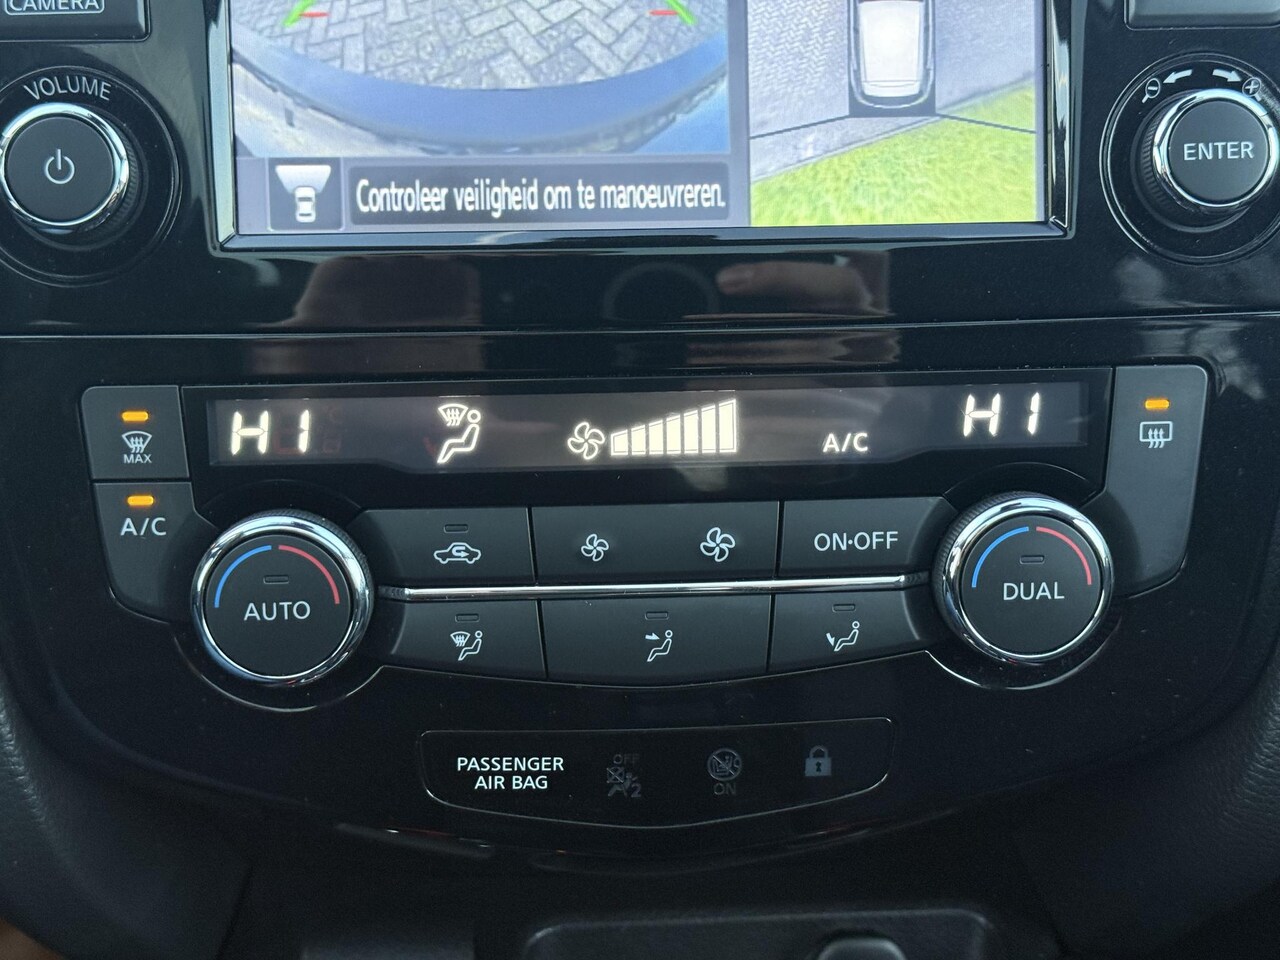 CAMERA
VOLUME
ENTER
Controleer veiligheid om te manoeuvreren.
HI
A/C
HI
MAX
A/C
AUTO
ON·OFF
DUAL
PASSENGER
AIR BAG
OFF
2
ON